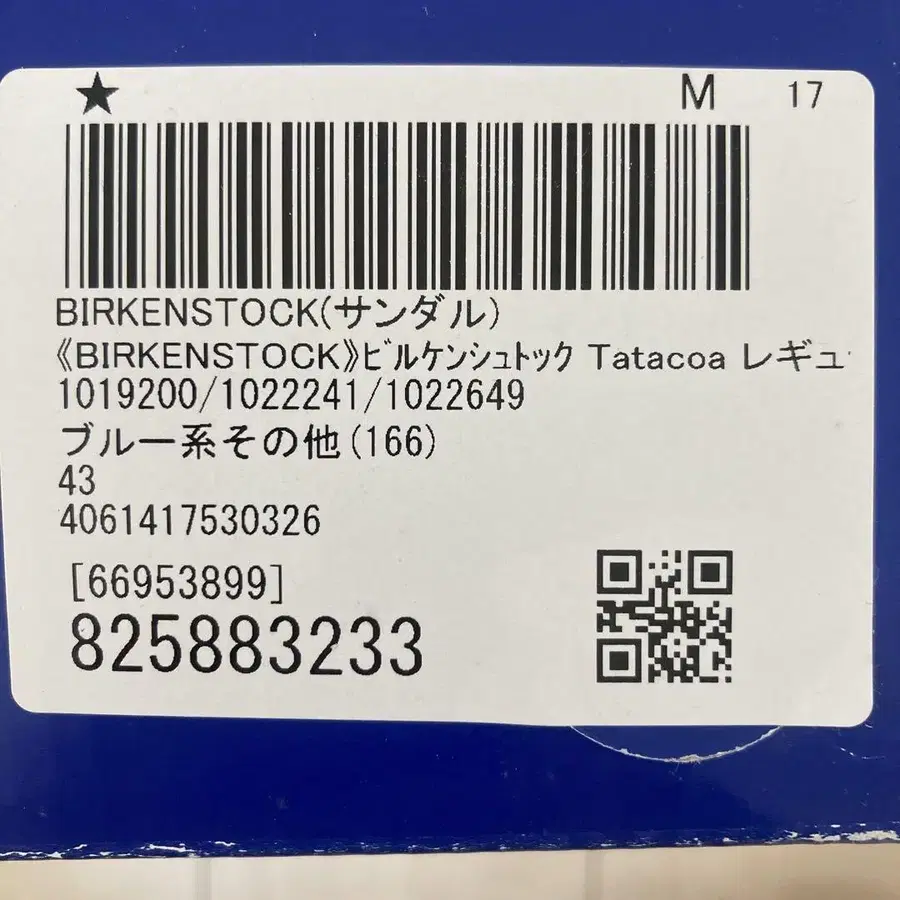 ★ M 17
BIRKENSTOCK(サンダル)
《BIRKENSTOCK》ﾋﾞﾙｹﾝｼｭﾄｯｸ Tatacoa レギュ
1019200/1022241/1022649
ブルー系その他(166)
43
4061417530326
[66953899]
825883233